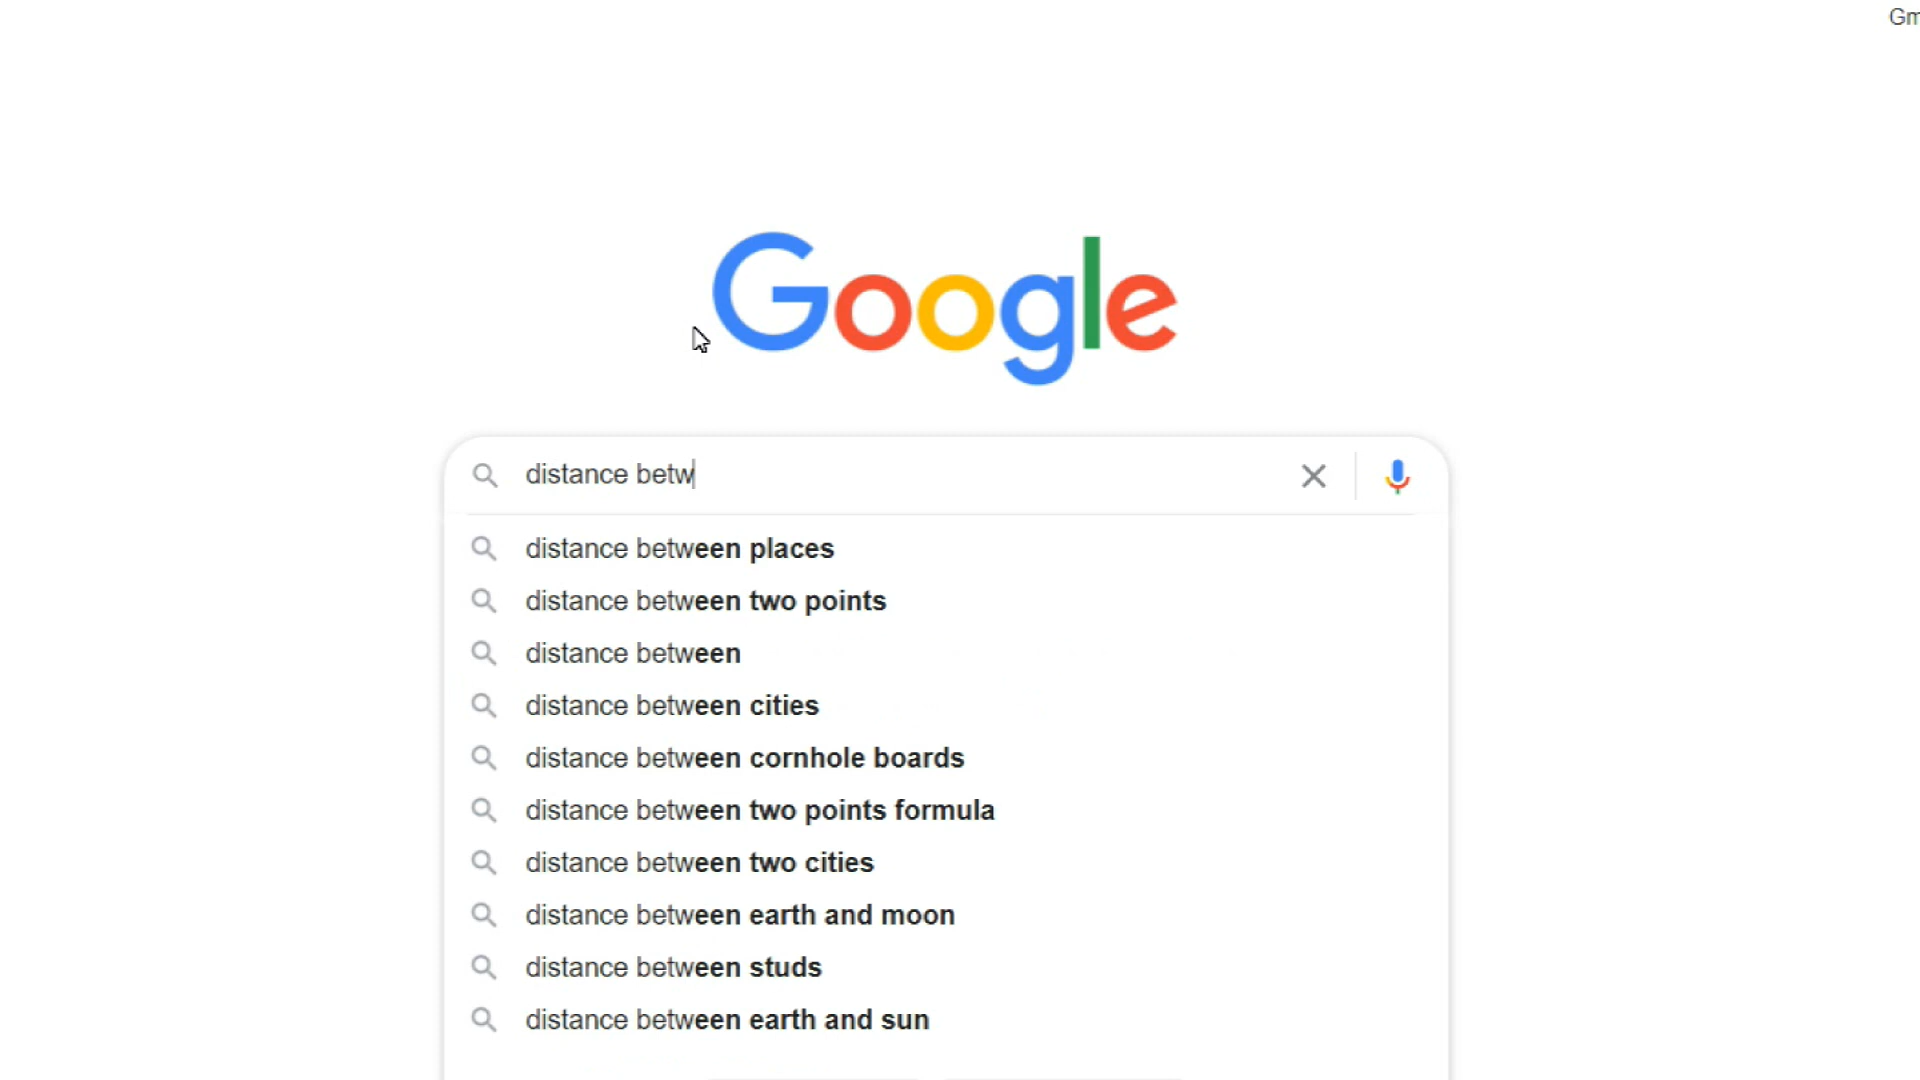 Gm
Google
distance betw
distance between places
distance between two points
distance between
distance between cities
distance between cornhole boards
distance between two points formula
distance between two cities
distance between earth and moon
distance between studs
distance between earth and sun